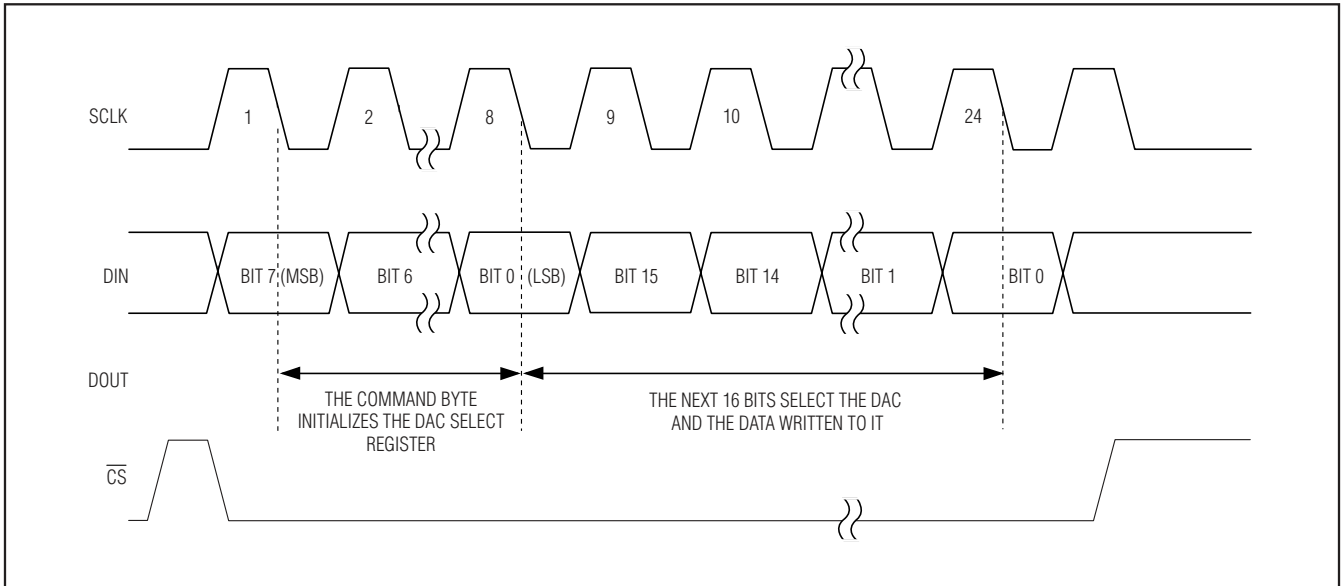 SCLK 1 2 8 9 10 24
DIN BIT 7 (MSB) BIT 6 BIT 0 (LSB) BIT 15 BIT 14 BIT 1 BIT 0
DOUT
THE COMMAND BYTE
INITIALIZES THE DAC SELECT
REGISTER
THE NEXT 16 BITS SELECT THE DAC
AND THE DATA WRITTEN TO IT
CS